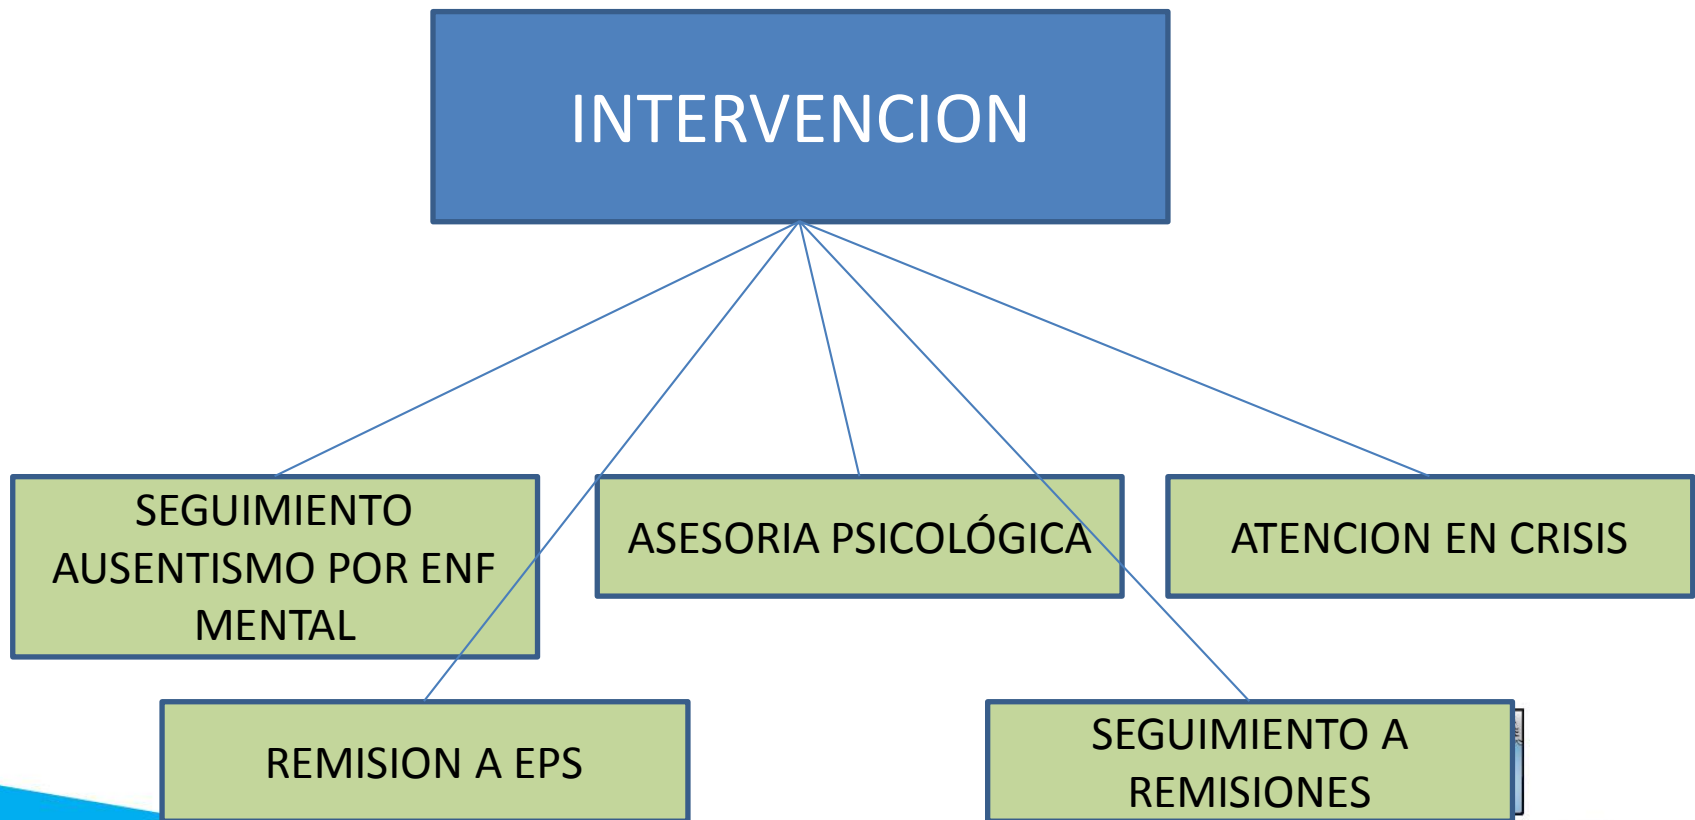 INTERVENCION
SEGUIMIENTO
AUSENTISMO POR ENF
MENTAL
ASESORIA PSICOLÓGICA
ATENCION EN CRISIS
REMISION A EPS
SEGUIMIENTO A
REMISIONES